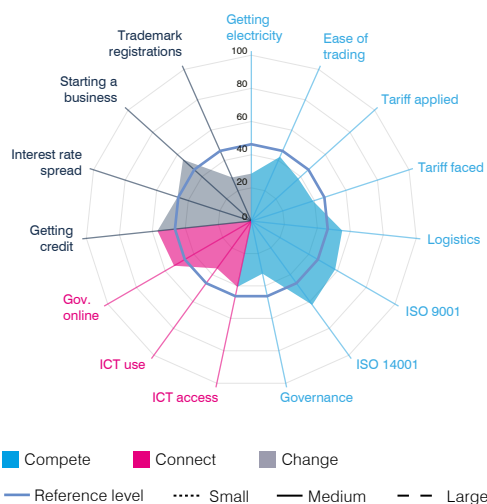 Getting
electricity
Trademark
registrations
Ease of
trading
100
80
60
40
20
0
Starting a
business
Tariff applied
Interest rate
spread
Tariff faced
Getting
credit
Logistics
Gov.
online
ISO 9001
ICT use
ISO 14001
ICT access
Governance
Compete
Connect
Change
Reference level
Small
Medium
Large